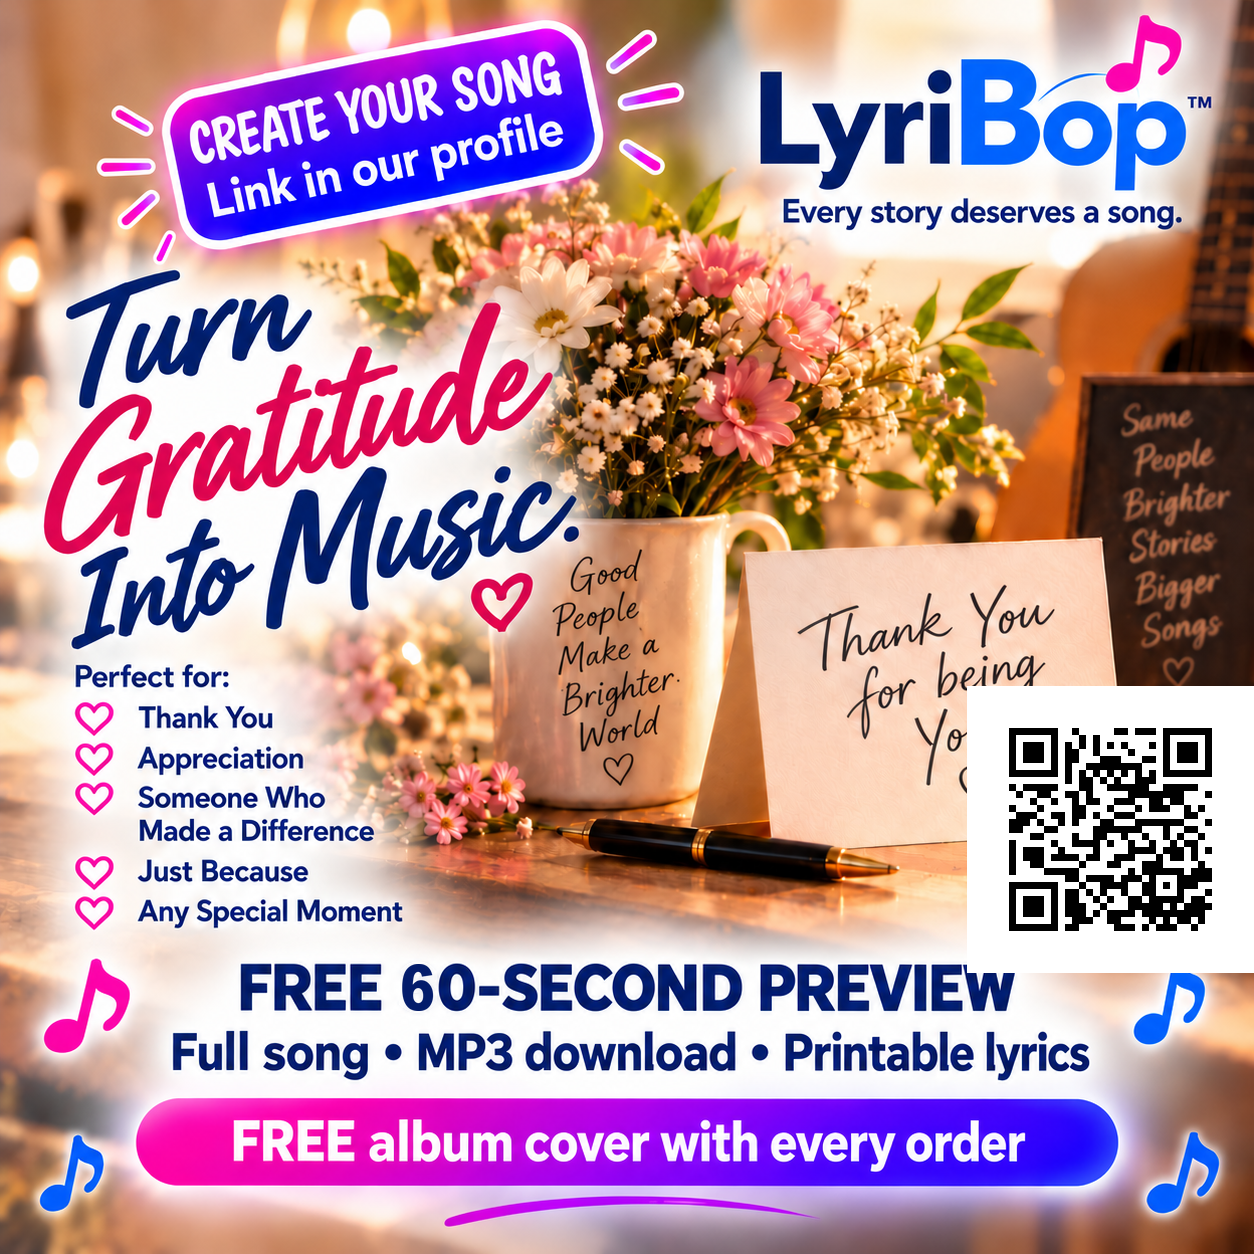 CREATE YOUR SONG
Link in our profile
LyriBop™
Every story deserves a song.
Turn
Gratitude
Into Music.
Perfect for:
Thank You
Appreciation
Someone Who
Made a Difference
Just Because
Any Special Moment
Good
People
Make a
Brighter
World
Thank You
for being
Same
People
Brighter
Stories
Bigger
Songs
FREE 60-SECOND PREVIEW
Full song • MP3 download • Printable lyrics
FREE album cover with every order